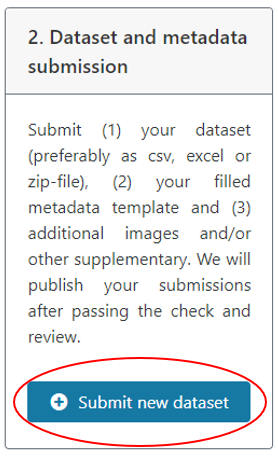 2. Dataset and metadata
submission
Submit (1) your dataset
(preferably as csv, excel or
zip-file), (2) your filled
metadata template and (3)
additional images and/or
other supplementary. We will
publish your submissions
after passing the check and
review.
Submit new dataset